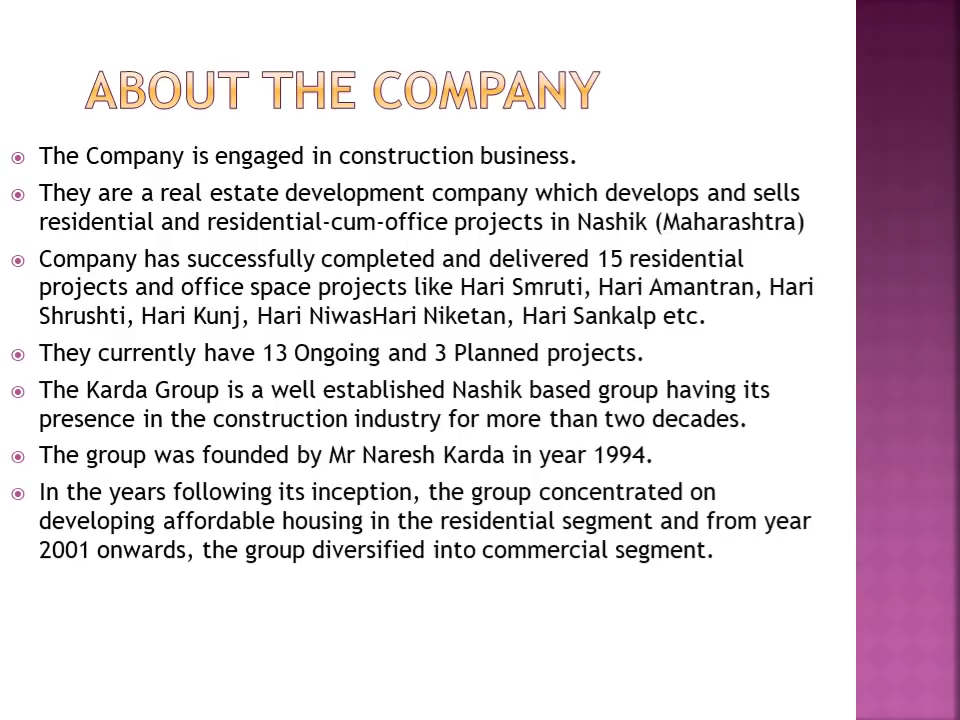 ABOUT THE COMPANY
The Company is engaged in construction business.
They are a real estate development company which develops and sells
residential and residential-cum-office projects in Nashik (Maharashtra)
Company has successfully completed and delivered 15 residential
projects and office space projects like Hari Smruti, Hari Amantran, Hari
Shrushti, Hari Kunj, Hari NiwasHari Niketan, Hari Sankalp etc.
They currently have 13 Ongoing and 3 Planned projects.
The Karda Group is a well established Nashik based group having its
presence in the construction industry for more than two decades.
The group was founded by Mr Naresh Karda in year 1994.
In the years following its inception, the group concentrated on
developing affordable housing in the residential segment and from year
2001 onwards, the group diversified into commercial segment.